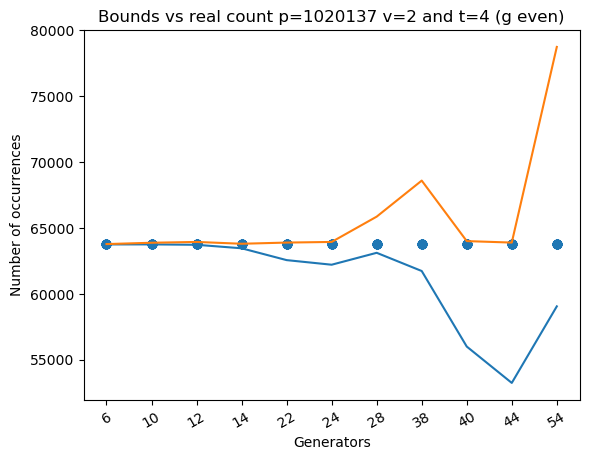 Bounds vs real count p=1020137 v=2 and t=4 (g even)
Number of occurrences
80000
75000
70000
65000
60000
55000
6 10 12 14 22 24 28 38 40 44 54
Generators